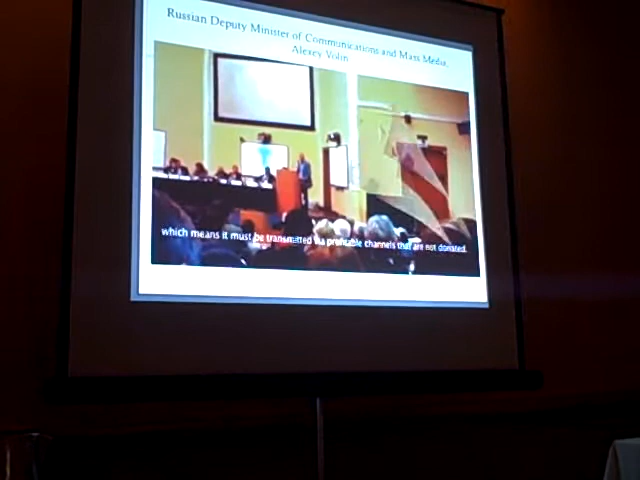 Russian Deputy Minister of Communications and Mass Media,
Alexey Volin
which means it must be transmitted via profitable channels that are not donated.